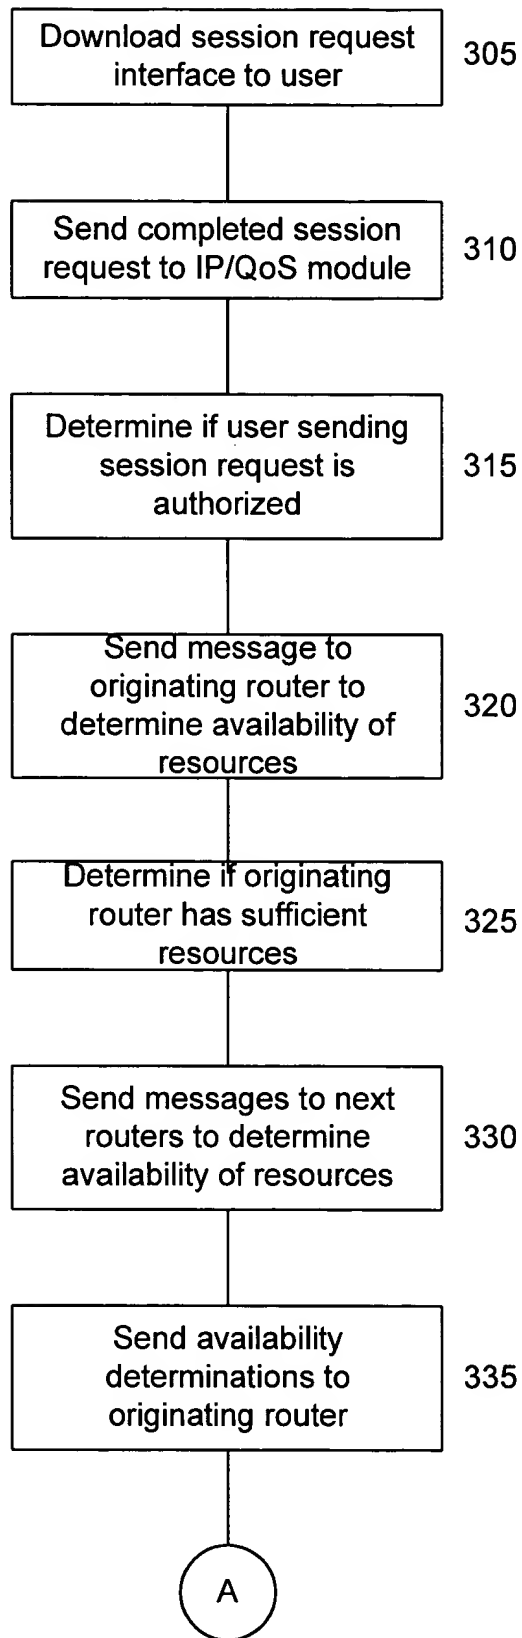 Download session request
interface to user
305
Send completed session
request to IP/QoS module
310
Determine if user sending
session request is
authorized
315
Send message to
originating router to
determine availability of
resources
320
Determine if originating
router has sufficient
resources
325
Send messages to next
routers to determine
availability of resources
330
Send availability
determinations to
originating router
335
A